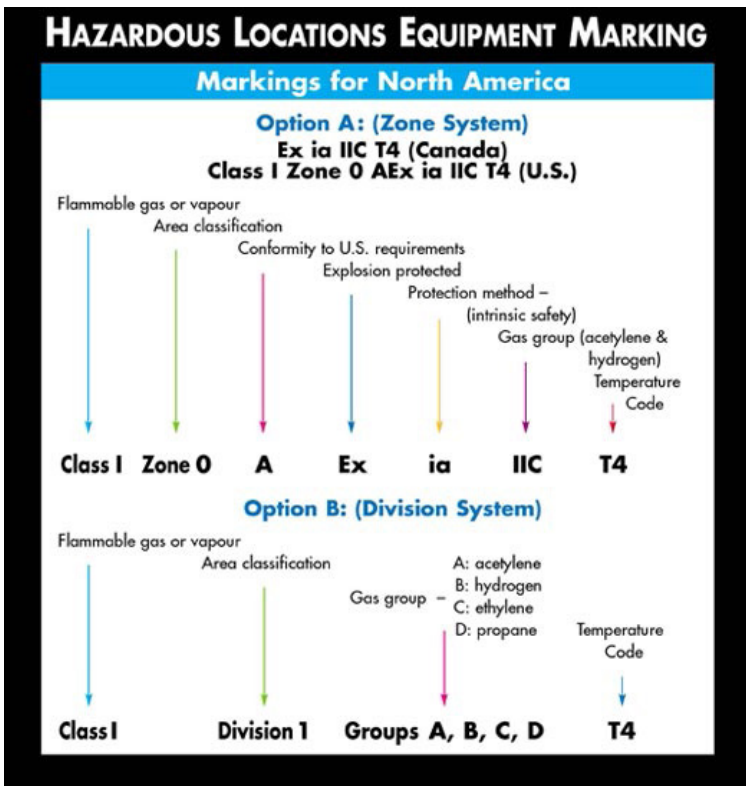 HAZARDOUS LOCATIONS EQUIPMENT MARKING
Markings for North America
Option A: (Zone System)
Ex ia IIC T4 (Canada)
Class I Zone 0 AEx ia IIC T4 (U.S.)
Flammable gas or vapour
Area classification
Conformity to U.S. requirements
Explosion protected
Protection method –
(intrinsic safety)
Gas group (acetylene &
hydrogen)
Temperature
Code
Class I Zone 0 A Ex ia IIC T4
Option B: (Division System)
Flammable gas or vapour
Area classification
Gas group –
A: acetylene
B: hydrogen
C: ethylene
D: propane
Temperature
Code
Class I Division 1 Groups A, B, C, D T4